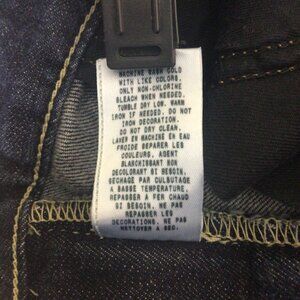 MACHINE WASH COLD
WITH LIKE COLORS.
ONLY NON-CHLORINE
BLEACH WHEN NEEDED.
TUMBLE DRY LOW. WARM
IRON IF NEEDED. DO NOT
IRON DECORATION.
DO NOT DRY CLEAN.
LAVER EN MACHINE EN EAU
FROIDE SEPARER LES
COULEURS. AGENT
BLANCHISSANT NON
DECOLORANT SI BESOIN.
SECHAGE PAR CULBUTAGE
A BASSE TEMPERATURE.
REPASSER A FER CHAUD
SI BESOIN. NE PAS
REPASSER LES
DECORATIONS. NE PAS
NETTOYER A SEC.